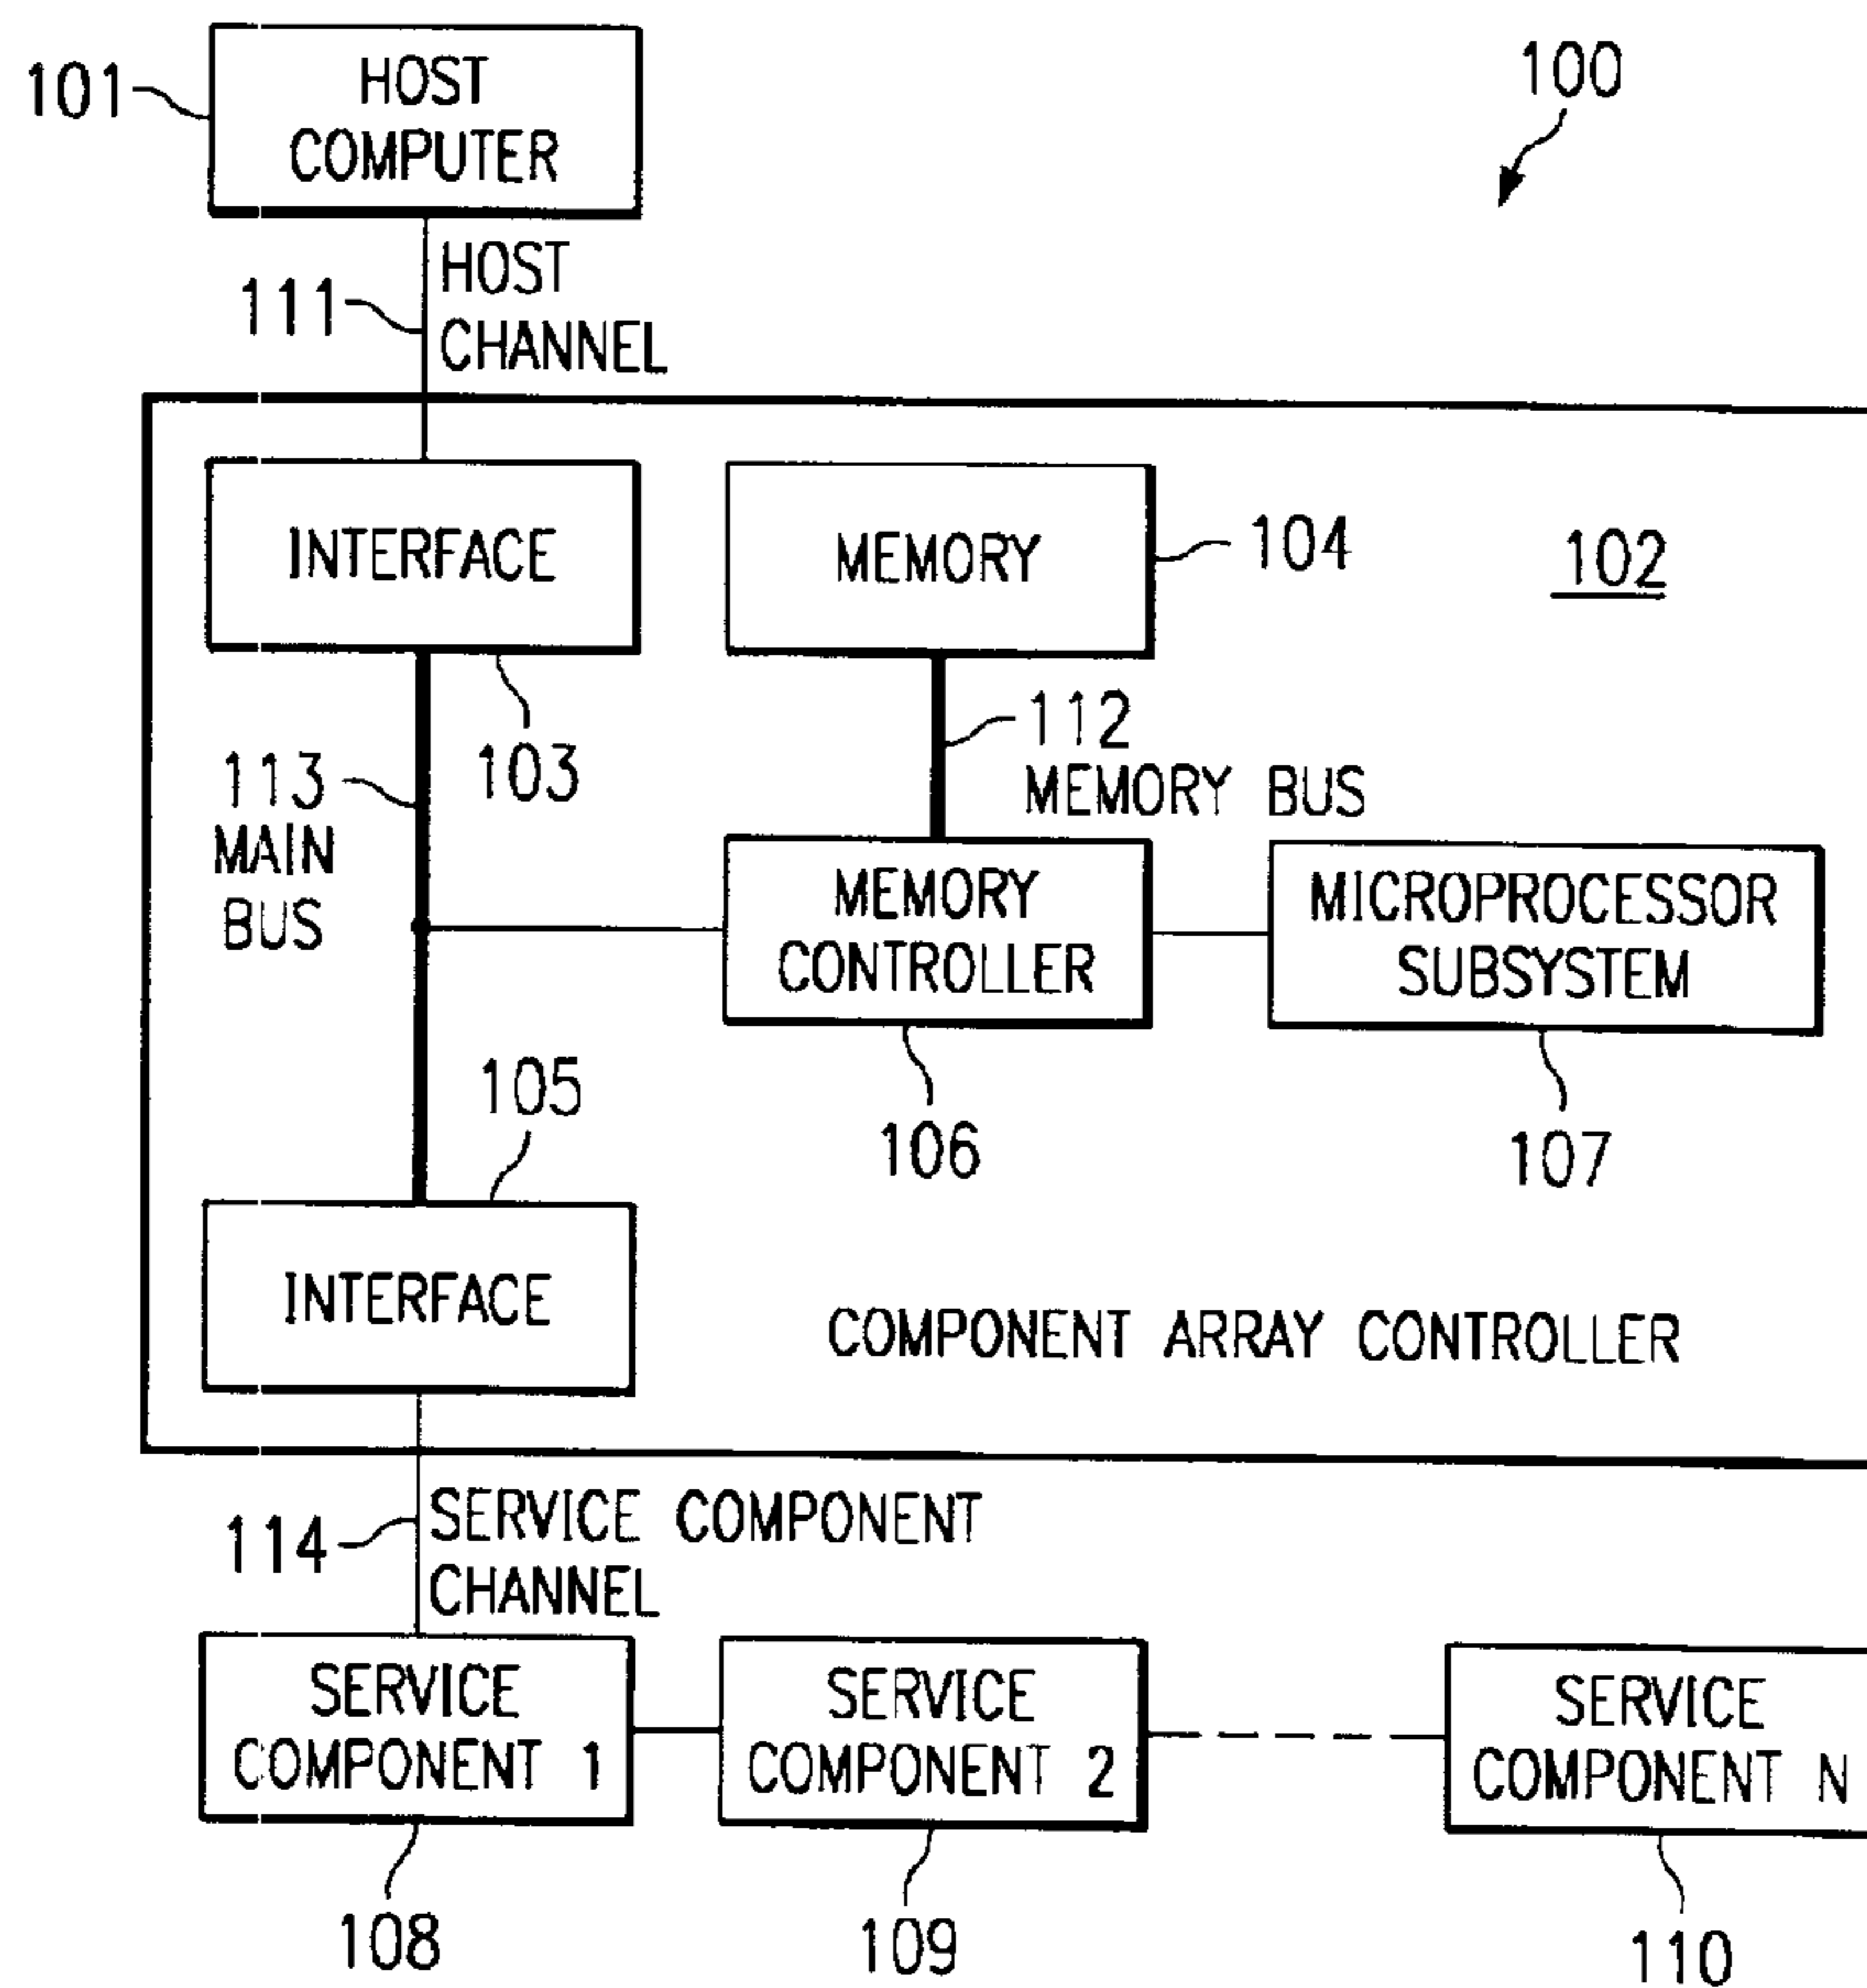 101
HOST
COMPUTER
100
111
HOST
CHANNEL
INTERFACE
MEMORY
104
102
103
112
MEMORY BUS
113
MAIN
BUS
MEMORY
CONTROLLER
MICROPROCESSOR
SUBSYSTEM
105
106
107
INTERFACE
COMPONENT ARRAY CONTROLLER
114
SERVICE COMPONENT
CHANNEL
SERVICE
COMPONENT 1
SERVICE
COMPONENT 2
SERVICE
COMPONENT N
108
109
110